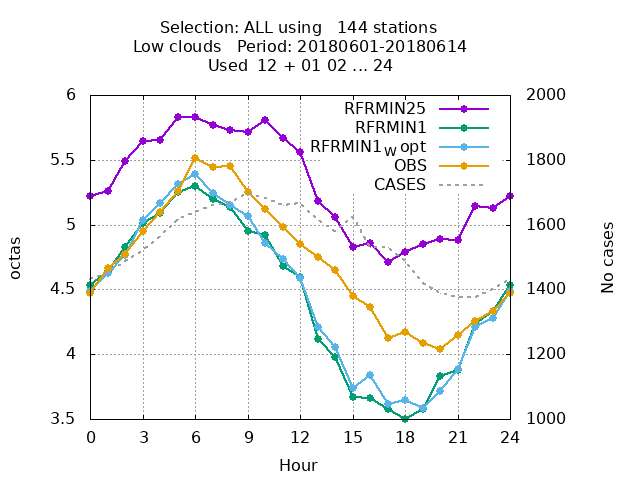 Selection: ALL using   144 stations
Low clouds   Period: 20180601-20180614
Used  12 + 01 02 ... 24
6
2000
RFRMIN25
RFRMIN1
RFRMIN1_W opt
OBS
CASES
5.5
1800
5
1600
octas
No cases
4.5
1400
4
1200
3.5
1000
0 3 6 9 12 15 18 21 24
Hour